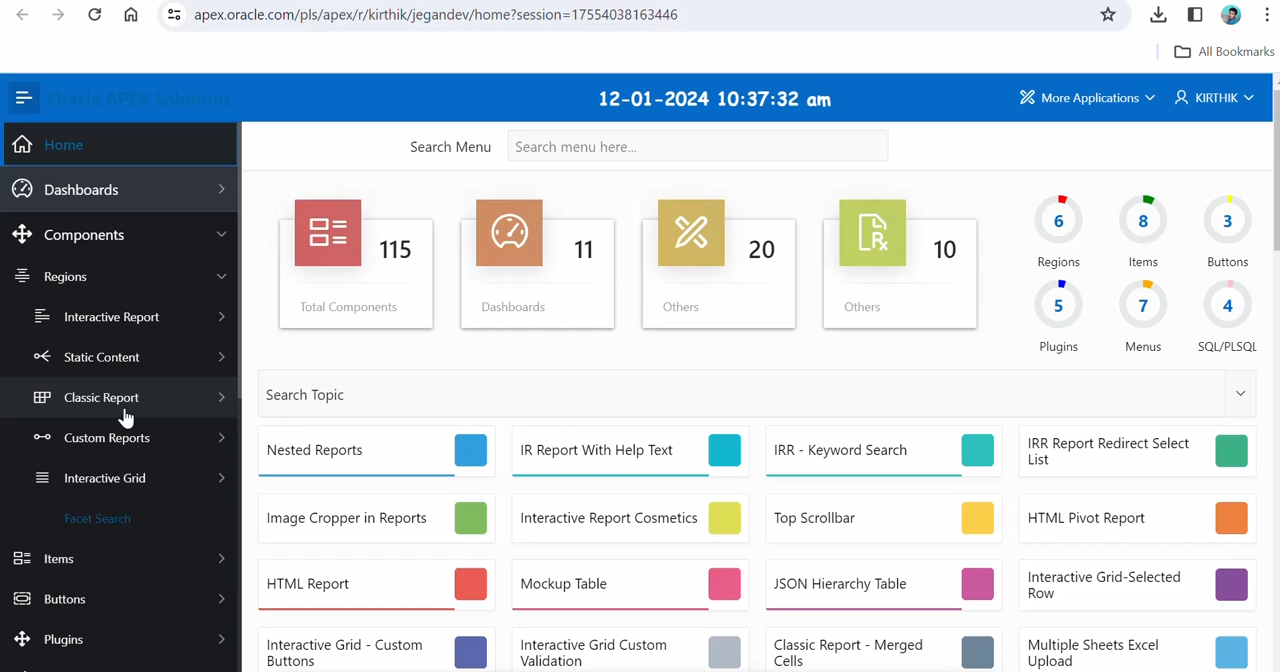 apex.oracle.com/pls/apex/r/kirthik/jegandev/home?session=17554038163446
All Bookmarks
Oracle APEX Solutions
12-01-2024 10:37:32 am
More Applications
KIRTHIK
Home
Dashboards
Components
Regions
Interactive Report
Static Content
Classic Report
Custom Reports
Interactive Grid
Facet Search
Items
Buttons
Plugins
Search Menu
Search menu here...
115
Total Components
11
Dashboards
20
Others
10
Others
6
Regions
8
Items
3
Buttons
5
Plugins
7
Menus
4
SQL/PLSQL
Search Topic
Nested Reports
IR Report With Help Text
IRR - Keyword Search
IRR Report Redirect Select
List
Image Cropper in Reports
Interactive Report Cosmetics
Top Scrollbar
HTML Pivot Report
HTML Report
Mockup Table
JSON Hierarchy Table
Interactive Grid-Selected
Row
Interactive Grid - Custom
Buttons
Interactive Grid Custom
Validation
Classic Report - Merged
Cells
Multiple Sheets Excel
Upload